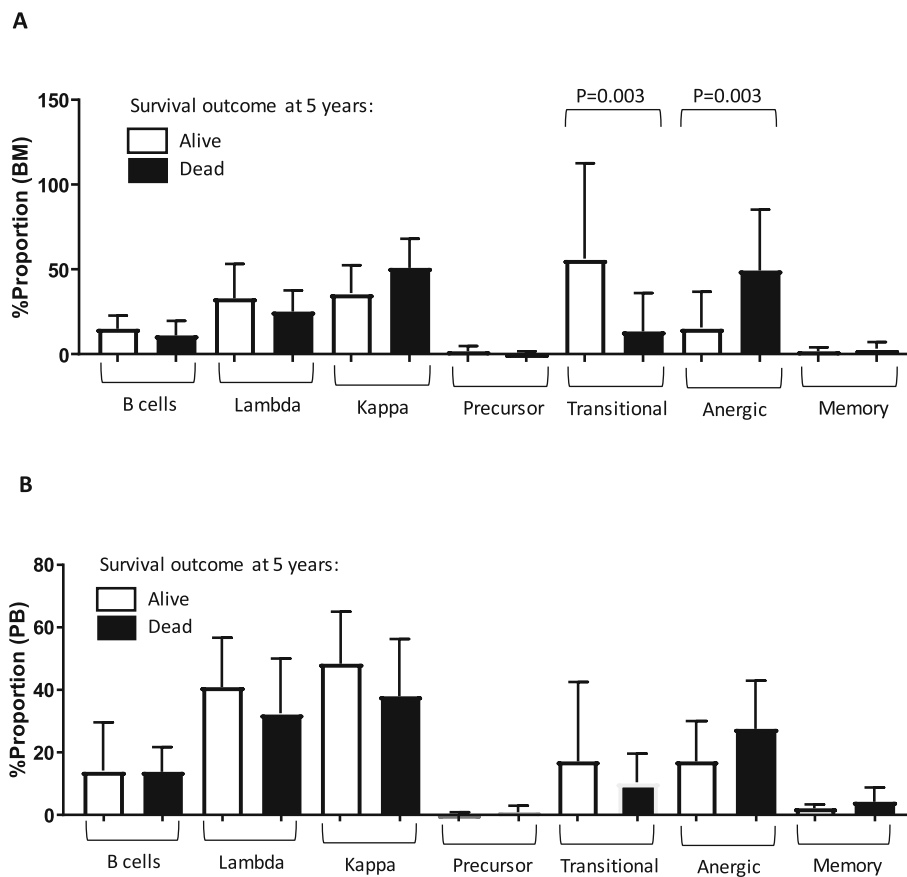 A
Survival outcome at 5 years:
Alive
Dead
P=0.003
P=0.003
%Proportion (BM)
150
100
50
0
B cells
Lambda
Kappa
Precursor
Transitional
Anergic
Memory
B
Survival outcome at 5 years:
Alive
Dead
%Proportion (PB)
80
60
40
20
0
B cells
Lambda
Kappa
Precursor
Transitional
Anergic
Memory